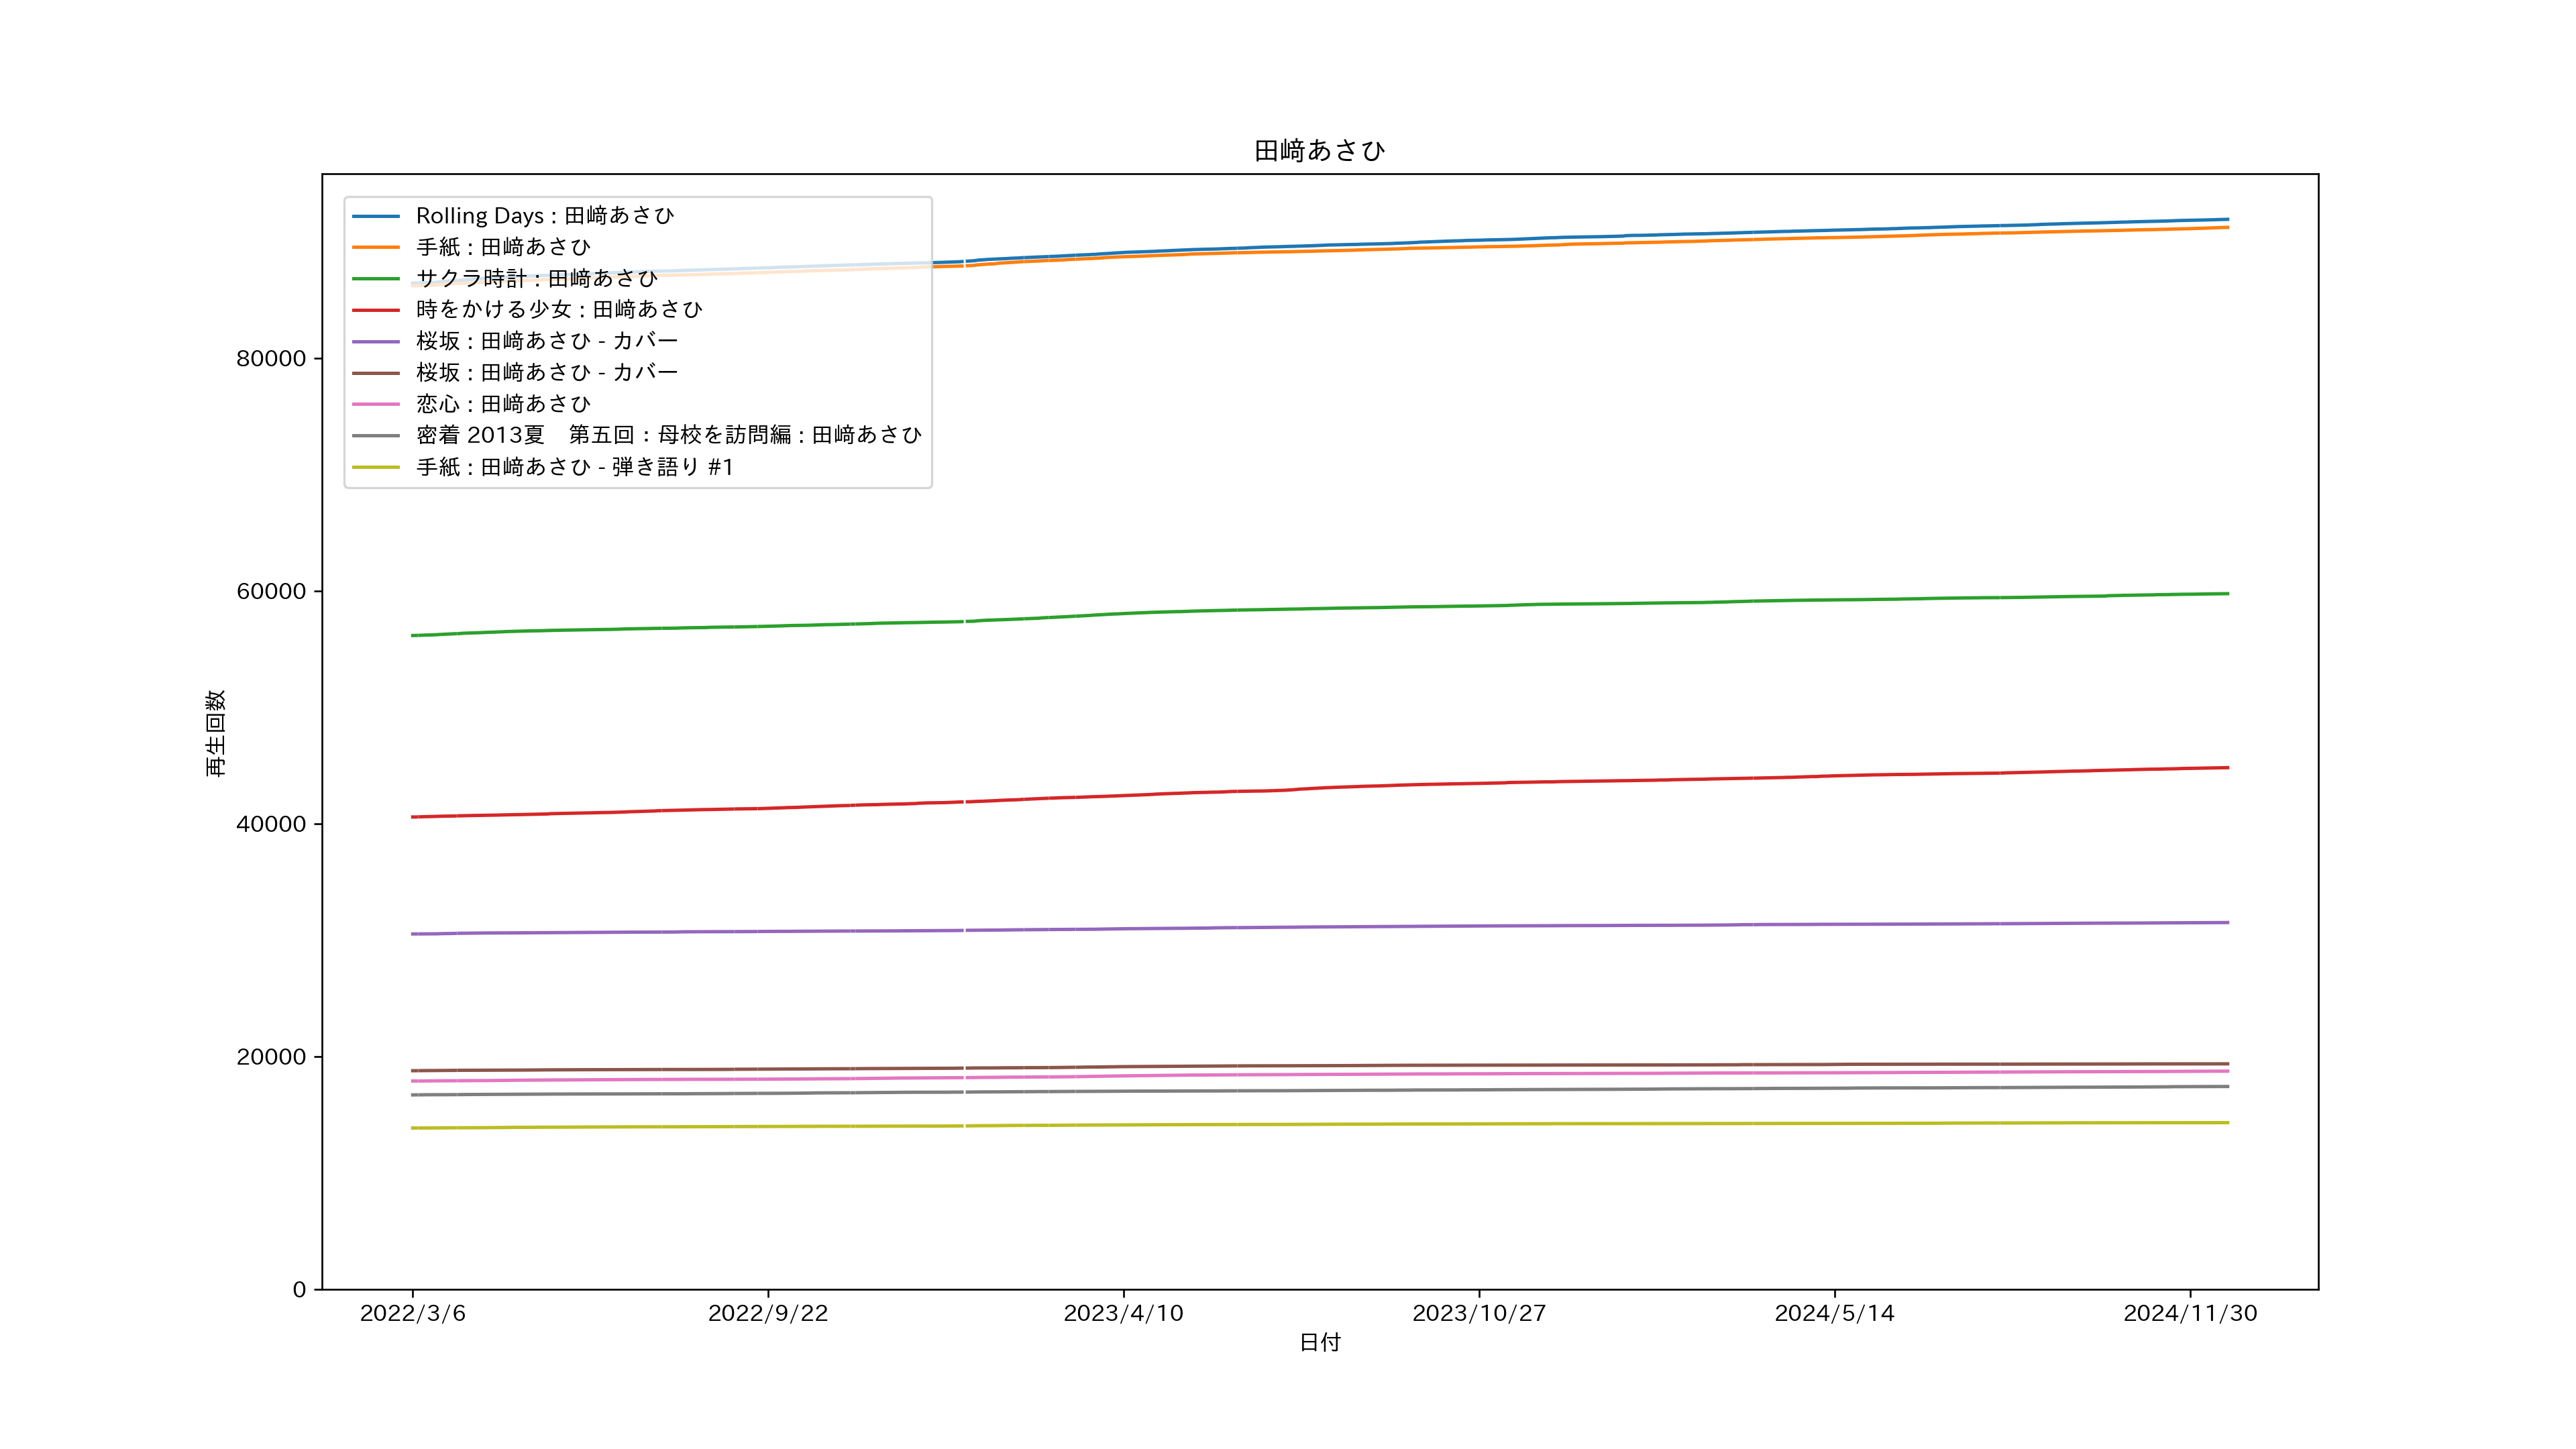 田﨑あさひ
Rolling Days : 田﨑あさひ
手紙 : 田﨑あさひ
サクラ時計 : 田﨑あさひ
時をかける少女 : 田﨑あさひ
桜坂 : 田﨑あさひ - カバー
桜坂 : 田﨑あさひ - カバー
恋心 : 田﨑あさひ
密着 2013夏　第五回：母校を訪問編 : 田﨑あさひ
手紙 : 田﨑あさひ - 弾き語り #1
80000
60000
40000
20000
0
再生回数
2022/3/6 2022/9/22 2023/4/10 2023/10/27 2024/5/14 2024/11/30
日付